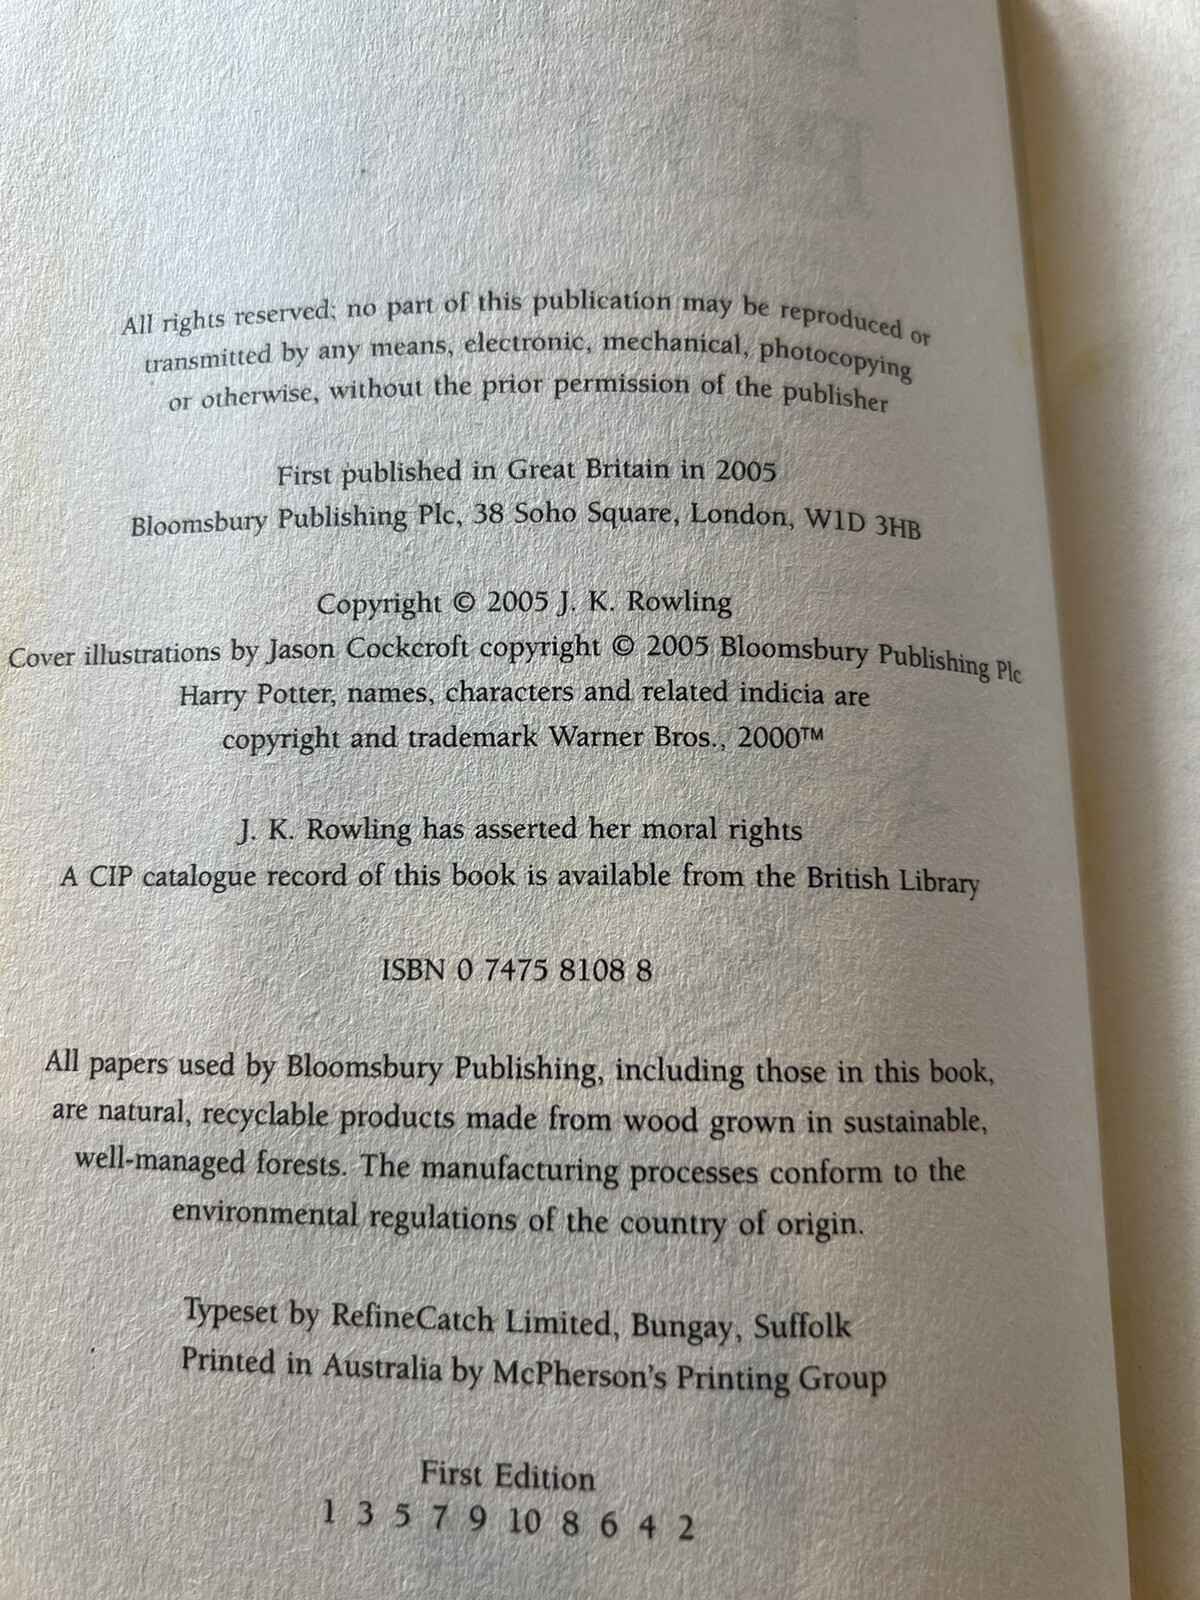 All rights reserved; no part of this publication may be reproduced or
transmitted by any means, electronic, mechanical, photocopying
or otherwise, without the prior permission of the publisher
First published in Great Britain in 2005
Bloomsbury Publishing Plc, 38 Soho Square, London, W1D 3HB
Copyright © 2005 J. K. Rowling
Cover illustrations by Jason Cockcroft copyright © 2005 Bloomsbury Publishing Plc
Harry Potter, names, characters and related indicia are
copyright and trademark Warner Bros., 2000™
J. K. Rowling has asserted her moral rights
A CIP catalogue record of this book is available from the British Library
ISBN 0 7475 8108 8
All papers used by Bloomsbury Publishing, including those in this book,
are natural, recyclable products made from wood grown in sustainable,
well-managed forests. The manufacturing processes conform to the
environmental regulations of the country of origin.
Typeset by RefineCatch Limited, Bungay, Suffolk
Printed in Australia by McPherson's Printing Group
First Edition
1 3 5 7 9 10 8 6 4 2